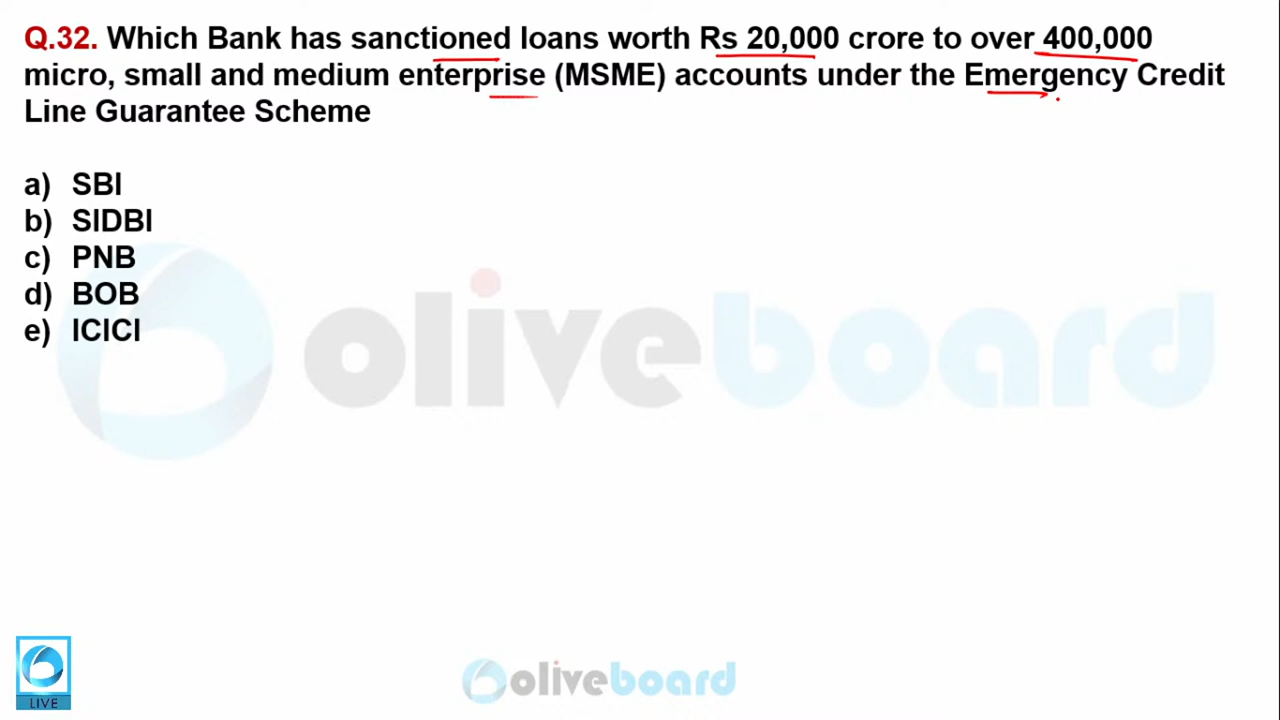 Q.32. Which Bank has sanctioned loans worth Rs 20,000 crore to over 400,000
micro, small and medium enterprise (MSME) accounts under the Emergency Credit
Line Guarantee Scheme
a) SBI
b) SIDBI
c) PNB
d) BOB
e) ICICI
oliveboard
LIVE
oliveboard